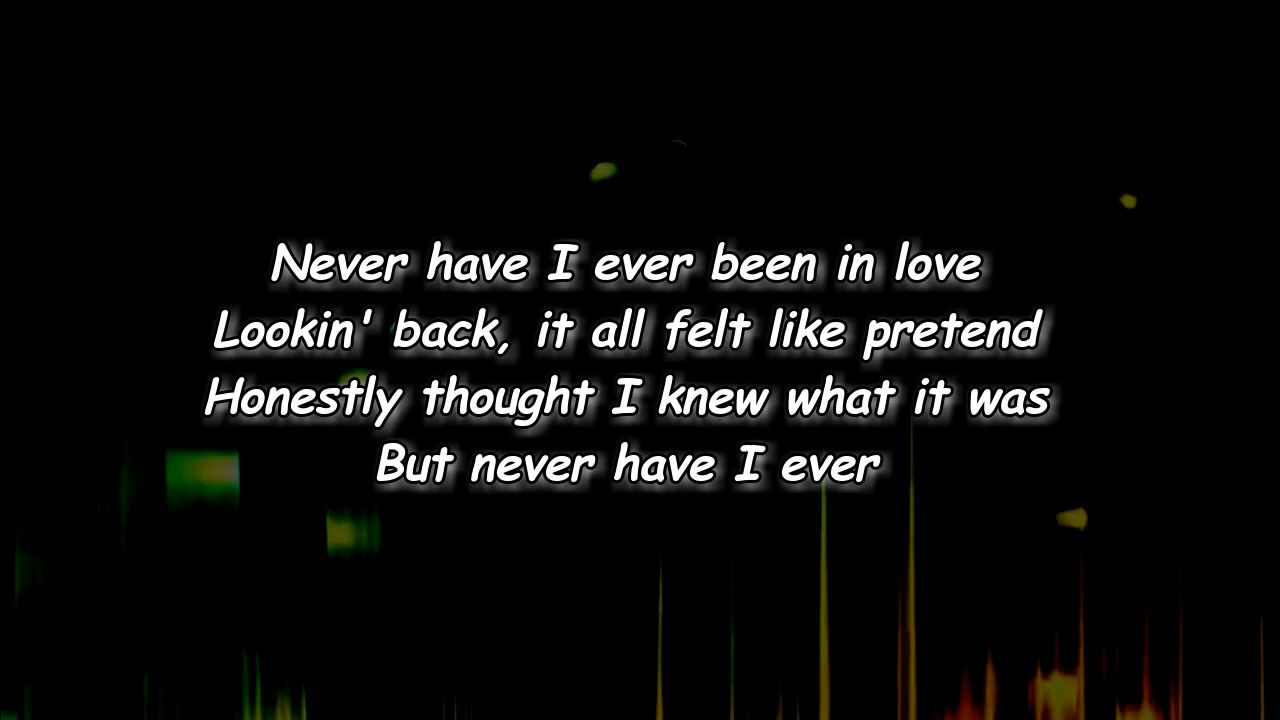 Never have I ever been in love
Lookin' back, it all felt like pretend
Honestly thought I knew what it was
But never have I ever